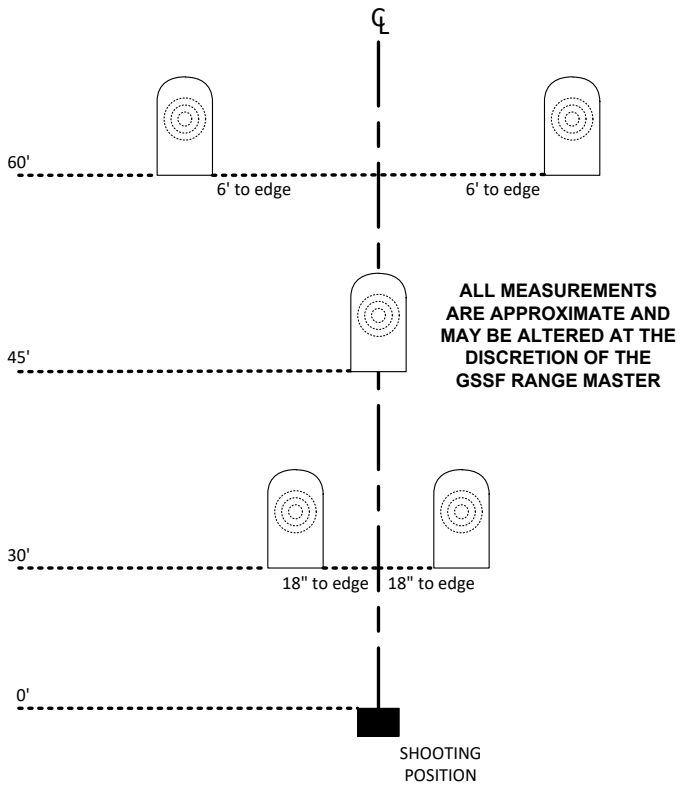 ℄
60'
6' to edge
6' to edge
ALL MEASUREMENTS
ARE APPROXIMATE AND
MAY BE ALTERED AT THE
DISCRETION OF THE
GSSF RANGE MASTER
45'
30'
18" to edge
18" to edge
0'
SHOOTING
POSITION